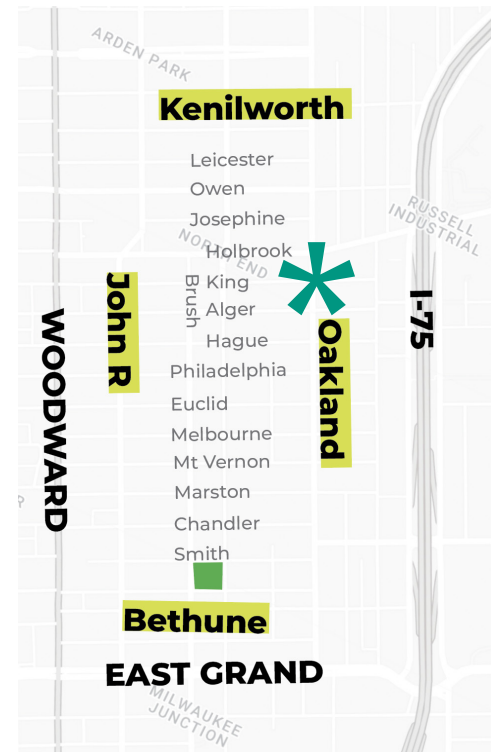 ARDEN PARK
Kenilworth
Leicester
Owen
Josephine
RUSSELL
INDUSTRIAL
NORTH END
Holbrook
King
Brush
John R
Alger
I-75
WOODWARD
Oakland
Hague
Philadelphia
Euclid
Melbourne
Mt Vernon
Marston
Chandler
Smith
Bethune
EAST GRAND
MILWAUKEE
JUNCTION